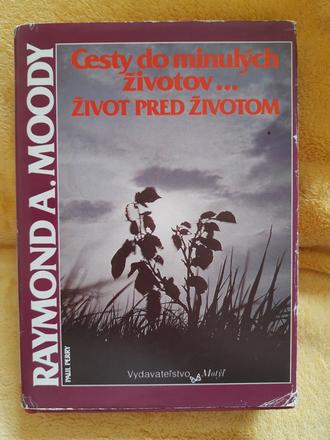 Cesty do minulých
životov...
ŽIVOT PRED ŽIVOTOM
RAYMOND A. MOODY
PAUL PERRY
Vydavateľstvo Motýľ